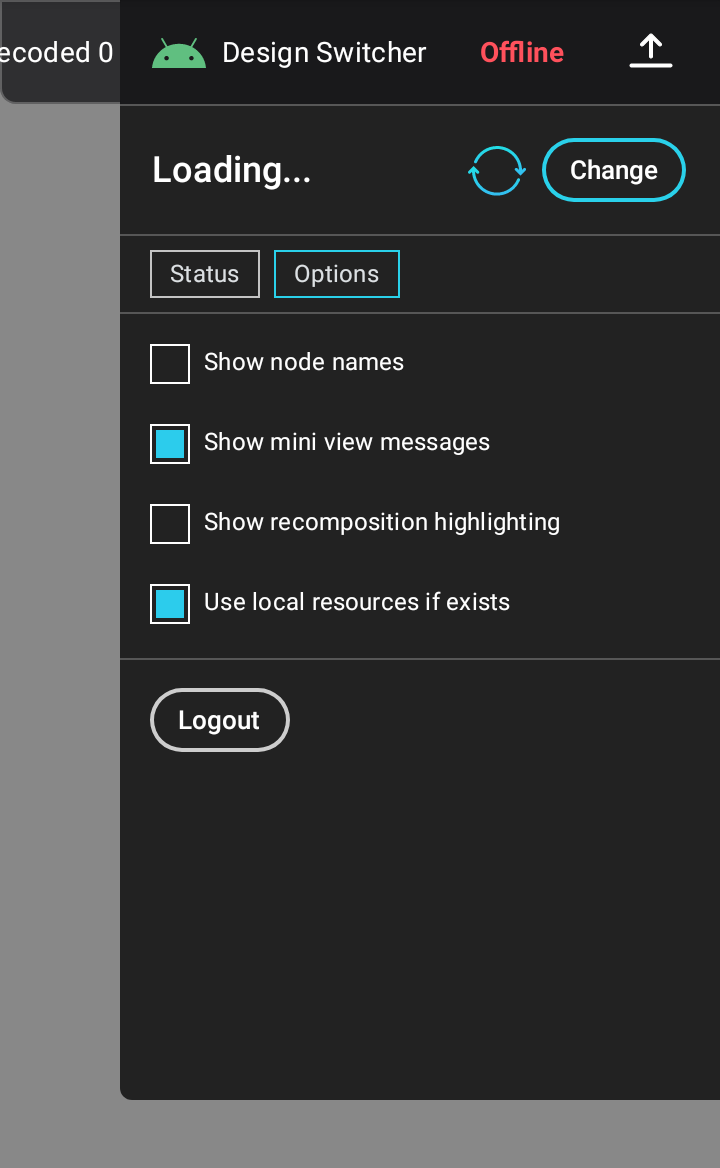 ecoded 0
Design Switcher
Offline
Loading...
Change
Status
Options
Show node names
Show mini view messages
Show recomposition highlighting
Use local resources if exists
Logout